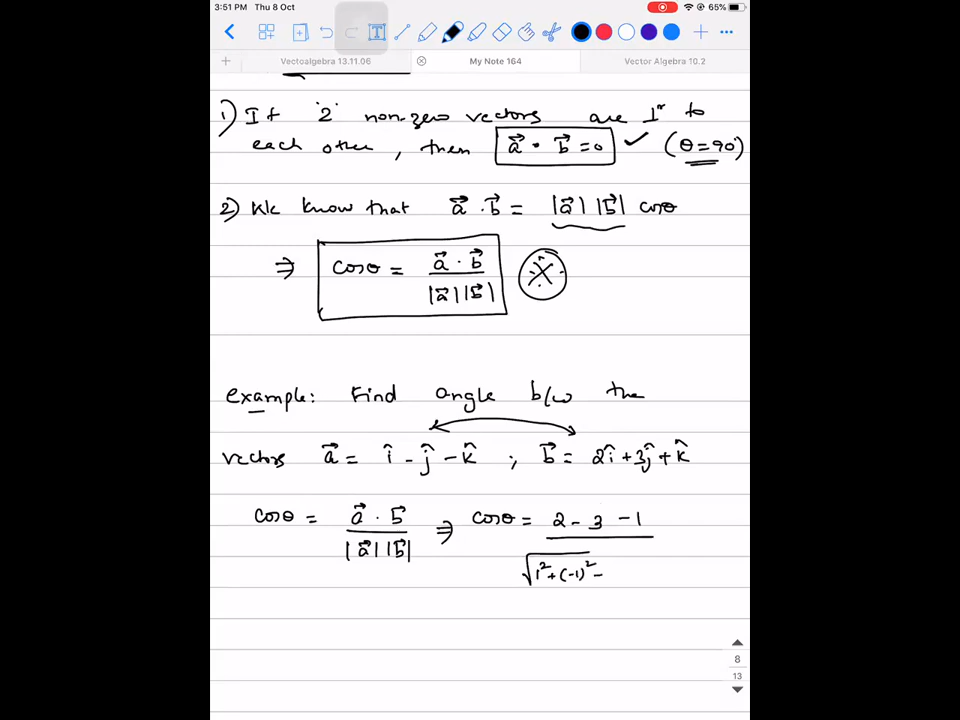 3:51 PM Thu 8 Oct 65%
Vectoalgebra 13.11.06 My Note 164 Vector Algebra 10.2
1) If '2' non-zero vectors are ⊥r to
each other, then a⃗ · b⃗ = 0 ✓ (θ = 90°)
2) We know that a⃗ · b⃗ = |a⃗| |b⃗| cosθ
⇒ cosθ = a⃗ · b⃗ / |a⃗| |b⃗|
example: Find angle b/w the
vectors a⃗ = î - ĵ - k̂ ; b⃗ = 2î + 3ĵ + k̂
cosθ = a⃗ · b⃗ / |a⃗| |b⃗| ⇒ cosθ = 2 - 3 - 1 / √1² + (-1)² -
8
13